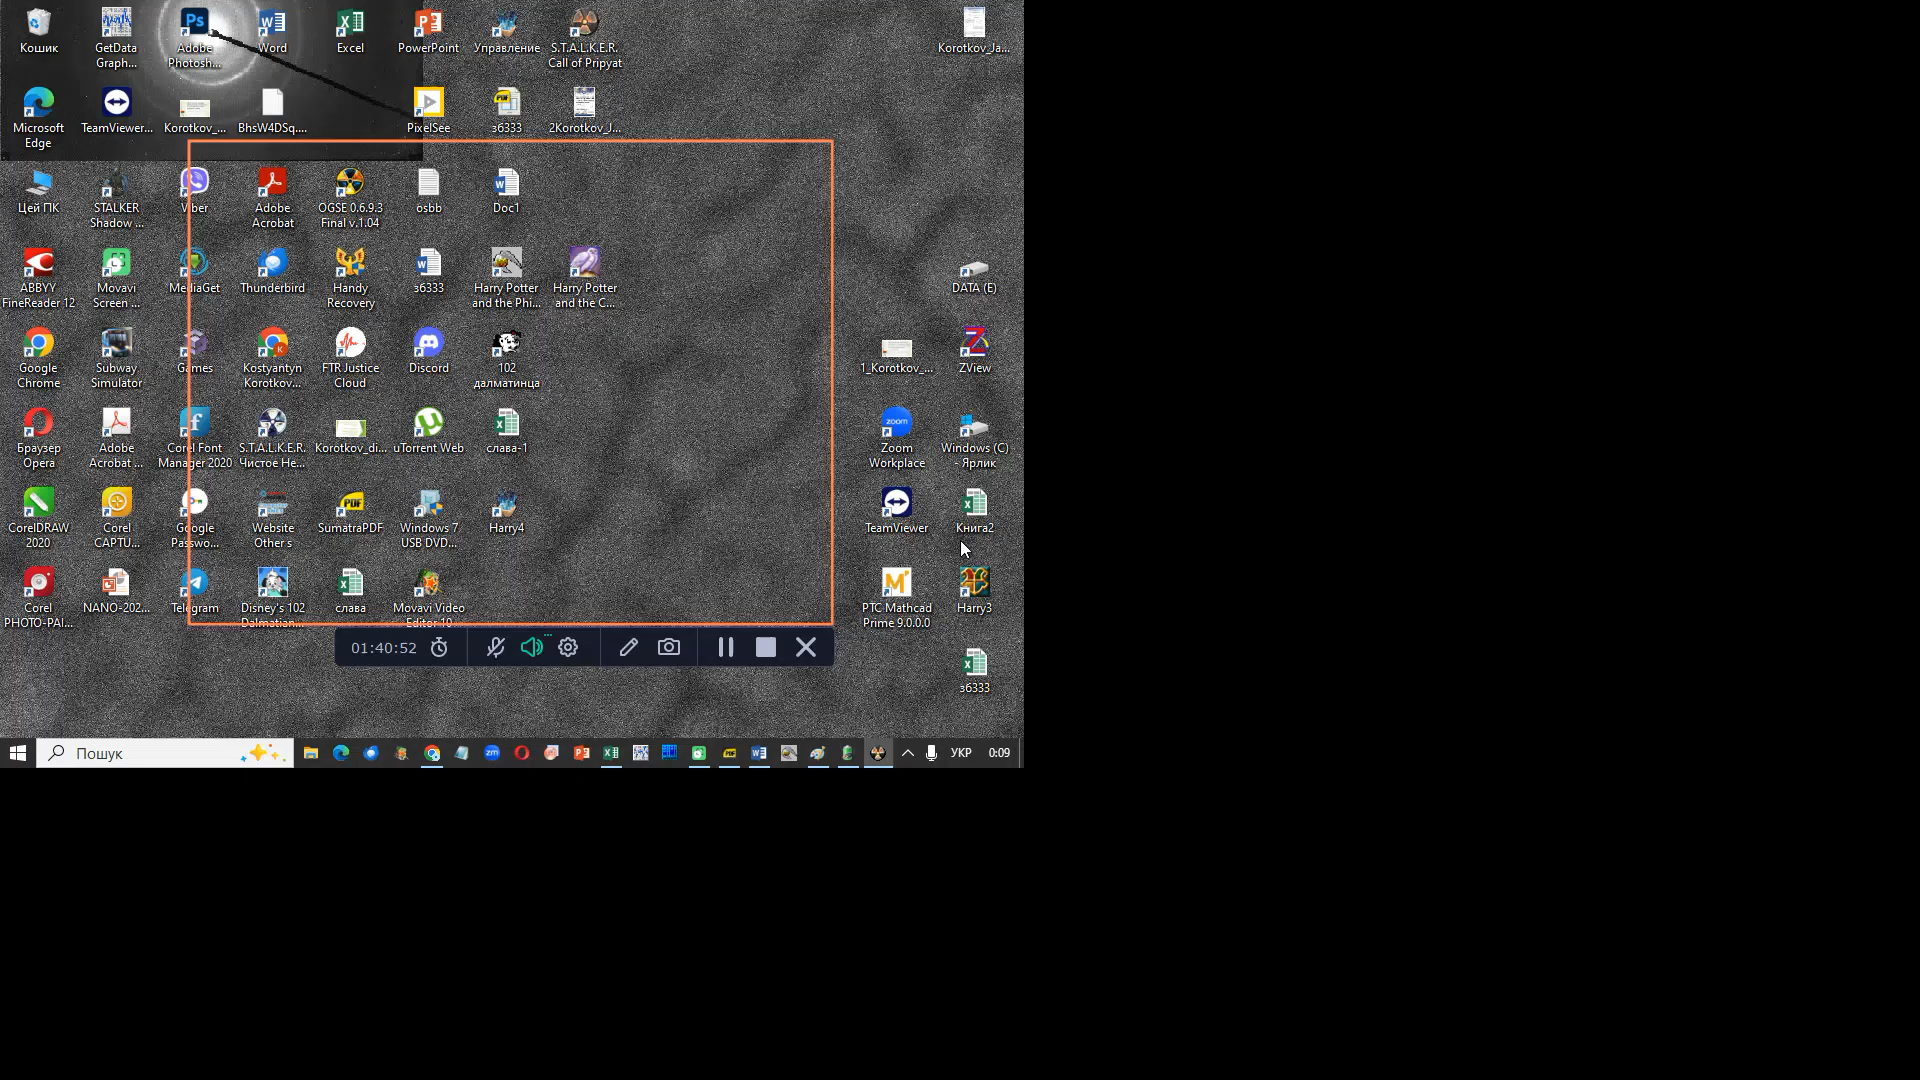 Кошик
GetData
Graph...
Adobe
Photosh...
Word
Excel
PowerPoint
Управление
S.T.A.L.K.E.R.
Call of Pripyat
Korotkov_Ja...
Microsoft
Edge
TeamViewer...
Korotkov_...
BhsW4DSq....
PixelSee
зб333
2Korotkov_J...
Цей ПК
STALKER
Shadow ...
Viber
Adobe
Acrobat
OGSE 0.6.9.3
Final v.1.04
osbb
Doc1
ABBYY
FineReader 12
Movavi
Screen ...
MediaGet
Thunderbird
Handy
Recovery
зб333
Harry Potter
and the Phi...
Harry Potter
and the C...
DATA (E)
Google
Chrome
Subway
Simulator
Games
Kostyantyn
Korotkov...
FTR Justice
Cloud
Discord
102
далматинца
1_Korotkov_...
ZView
Браузер
Opera
Adobe
Acrobat ...
Corel Font
Manager 2020
S.T.A.L.K.E.R.
Чистое Не...
Korotkov_di...
uTorrent Web
слава-1
zoom
Zoom
Workplace
Windows (C)
- Ярлик
CorelDRAW
2020
Corel
CAPTU...
Google
Passwo...
Website
Other s
SumatraPDF
Windows 7
USB DVD...
Harry4
TeamViewer
Книга2
Corel
PHOTO-PAI...
NANO-202...
Telegram
Disney's 102
Dalmatian...
слава
Movavi Video
Editor 10
PTC Mathcad
Prime 9.0.0.0
Harry3
01:40:52
зб333
Пошук
УКР
0:09